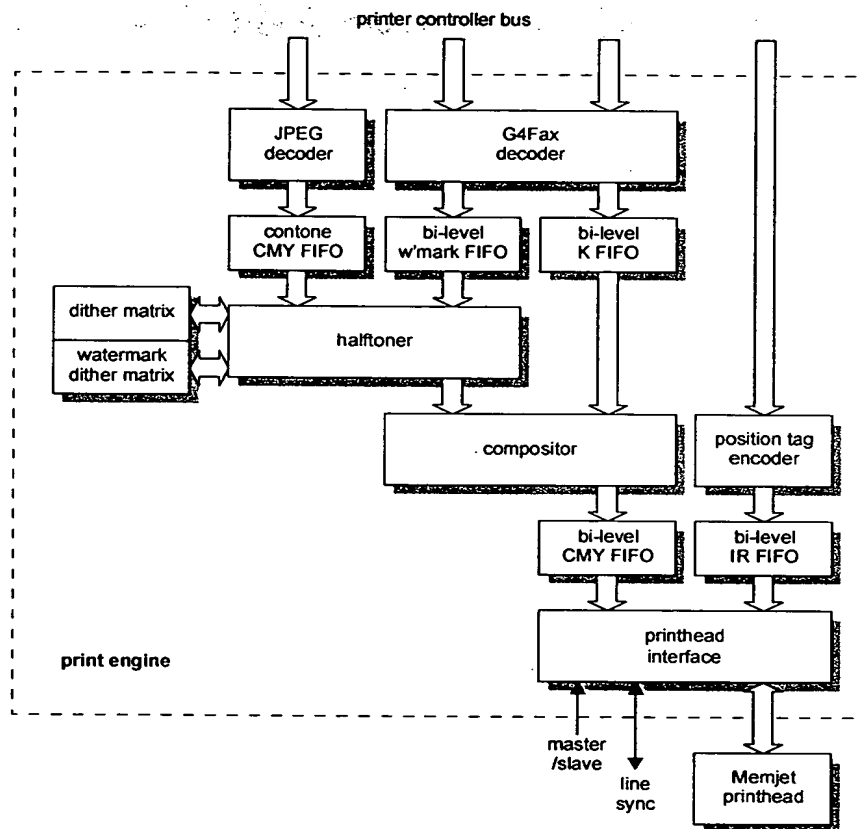 printer controller bus
JPEG
decoder
G4Fax
decoder
contone
CMY FIFO
bi-level
w'mark FIFO
bi-level
K FIFO
dither matrix
watermark
dither matrix
halftoner
compositor
position tag
encoder
bi-level
CMY FIFO
bi-level
IR FIFO
print engine
printhead
interface
master
/slave
line
sync
Memjet
printhead